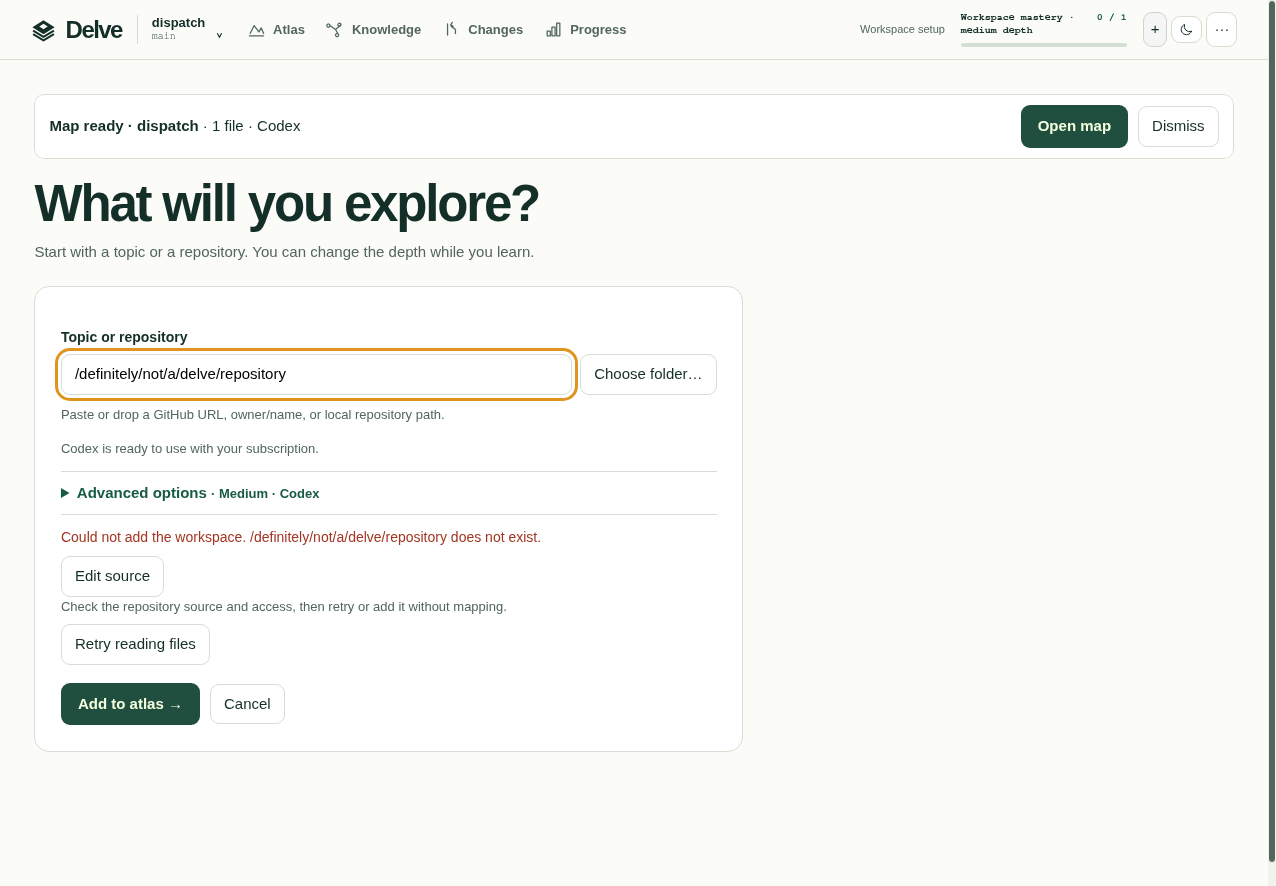 Delve
dispatch
main
Atlas
Knowledge
Changes
Progress
Workspace setup
Workspace mastery · 0 / 1
medium depth
+
···
Map ready · dispatch · 1 file · Codex
Open map
Dismiss
What will you explore?
Start with a topic or a repository. You can change the depth while you learn.
Topic or repository
/definitely/not/a/delve/repository
Choose folder…
Paste or drop a GitHub URL, owner/name, or local repository path.
Codex is ready to use with your subscription.
Advanced options · Medium · Codex
Could not add the workspace. /definitely/not/a/delve/repository does not exist.
Edit source
Check the repository source and access, then retry or add it without mapping.
Retry reading files
Add to atlas →
Cancel